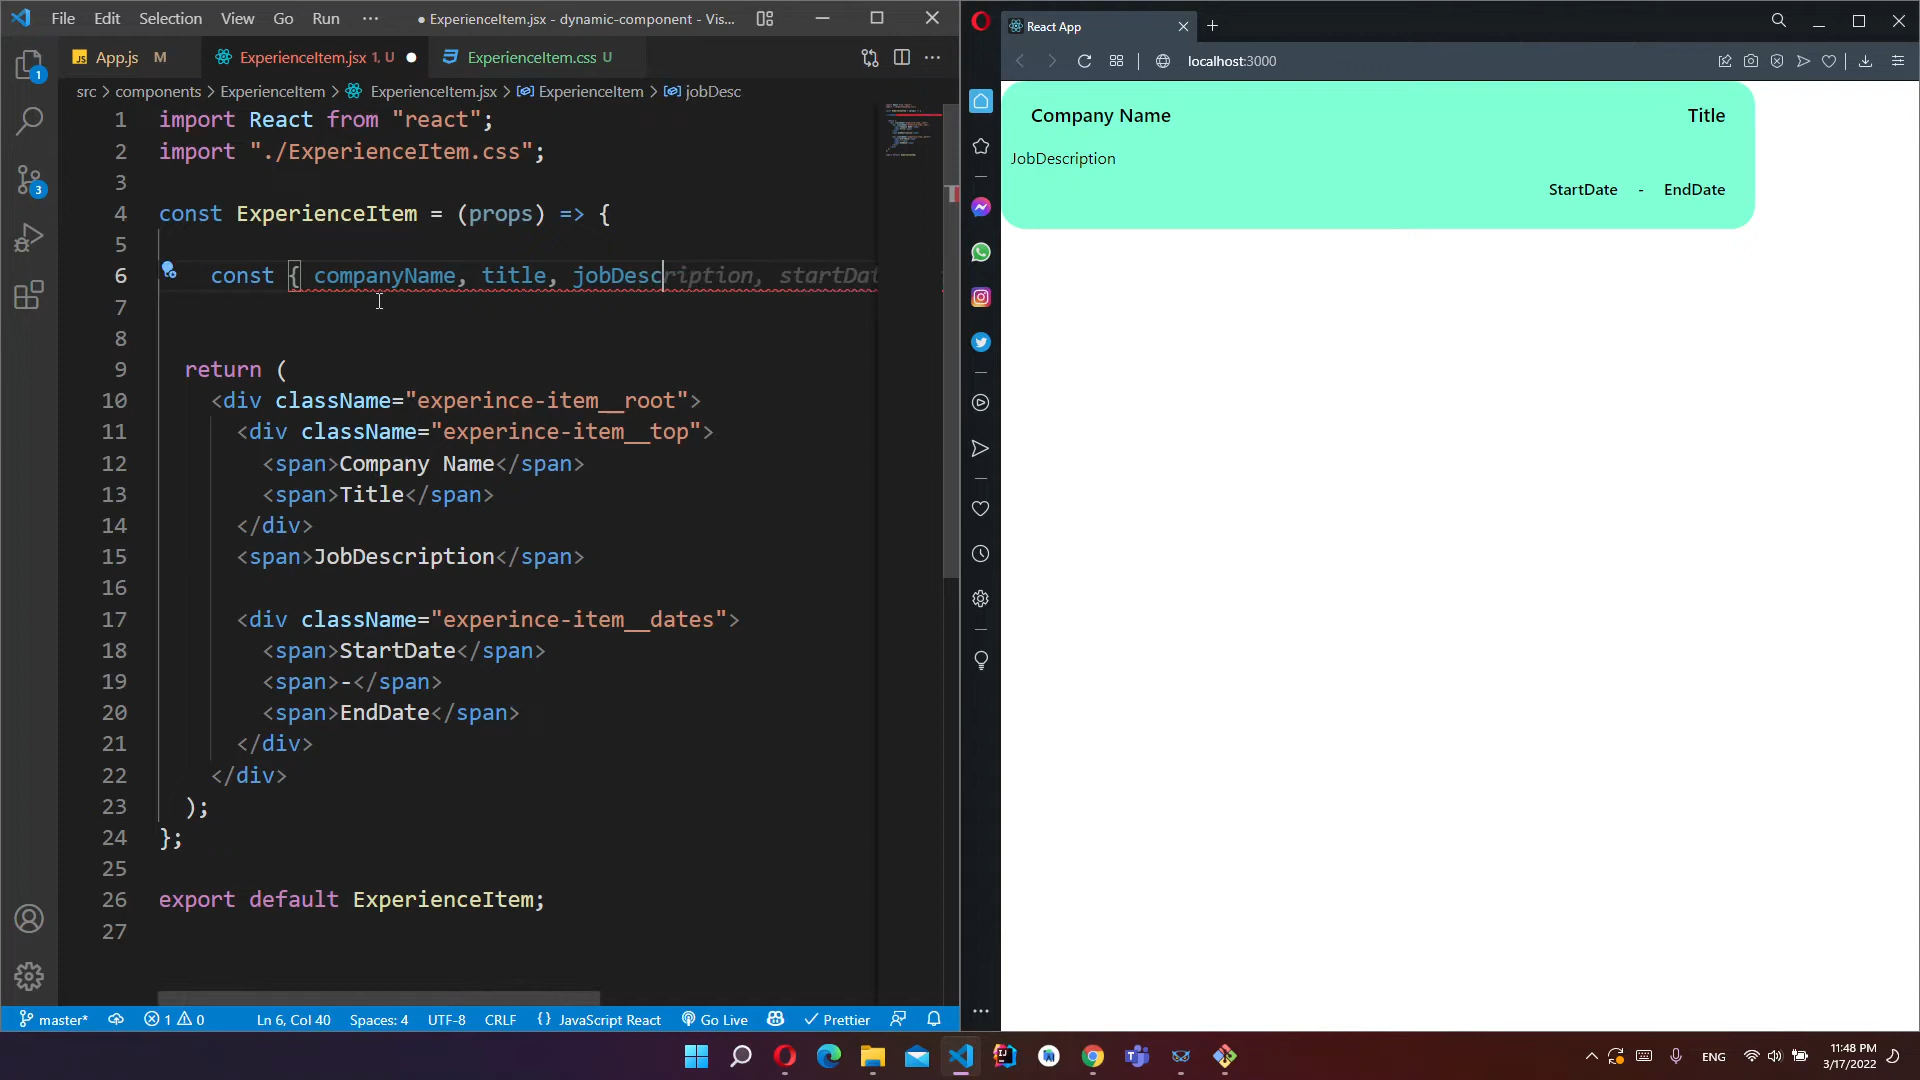 File Edit Selection View Go Run ··· ● ExperienceItem.jsx - dynamic-component - Vis...
App.js M ExperienceItem.jsx 1, U ● ExperienceItem.css U
src > components > ExperienceItem > ExperienceItem.jsx > ExperienceItem > jobDesc
1 import React from "react";
2 import "./ExperienceItem.css";
3
4 const ExperienceItem = (props) => {
5
6 const { companyName, title, jobDescription, startDat
7
8
9 return (
10 <div className="experince-item__root">
11 <div className="experince-item__top">
12 <span>Company Name</span>
13 <span>Title</span>
14 </div>
15 <span>JobDescription</span>
16
17 <div className="experince-item__dates">
18 <span>StartDate</span>
19 <span>-</span>
20 <span>EndDate</span>
21 </div>
22 </div>
23 );
24 };
25
26 export default ExperienceItem;
27
1
3
master* 1 0 Ln 6, Col 40 Spaces: 4 UTF-8 CRLF {} JavaScript React Go Live Prettier
React App
localhost:3000
Company Name Title
JobDescription
StartDate - EndDate
ENG 11:48 PM
3/17/2022